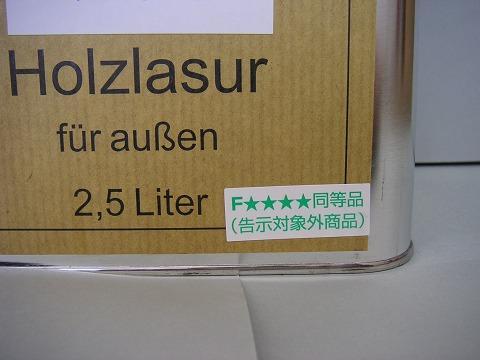 Holzlasur
für außen
2,5 Liter
F★★★★同等品
(告示対象外商品)